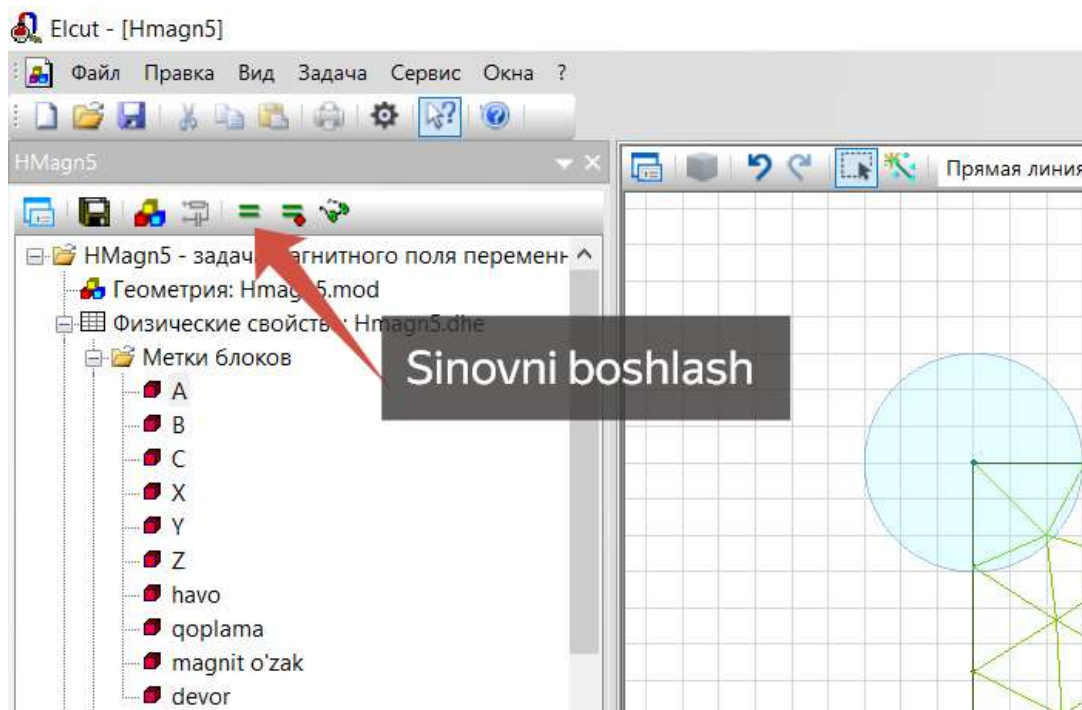 Elcut - [Hmagn5]
Файл Правка Вид Задача Сервис Окна ?
HMagn5
Прямая линия
HMagn5 - задача магнитного поля перемен
Геометрия: Hmagn5.mod
Физические свойства: Hmagn5.dhe
Sinovni boshlash
Метки блоков
A
B
C
X
Y
Z
havo
qoplama
magnit o'zak
devor